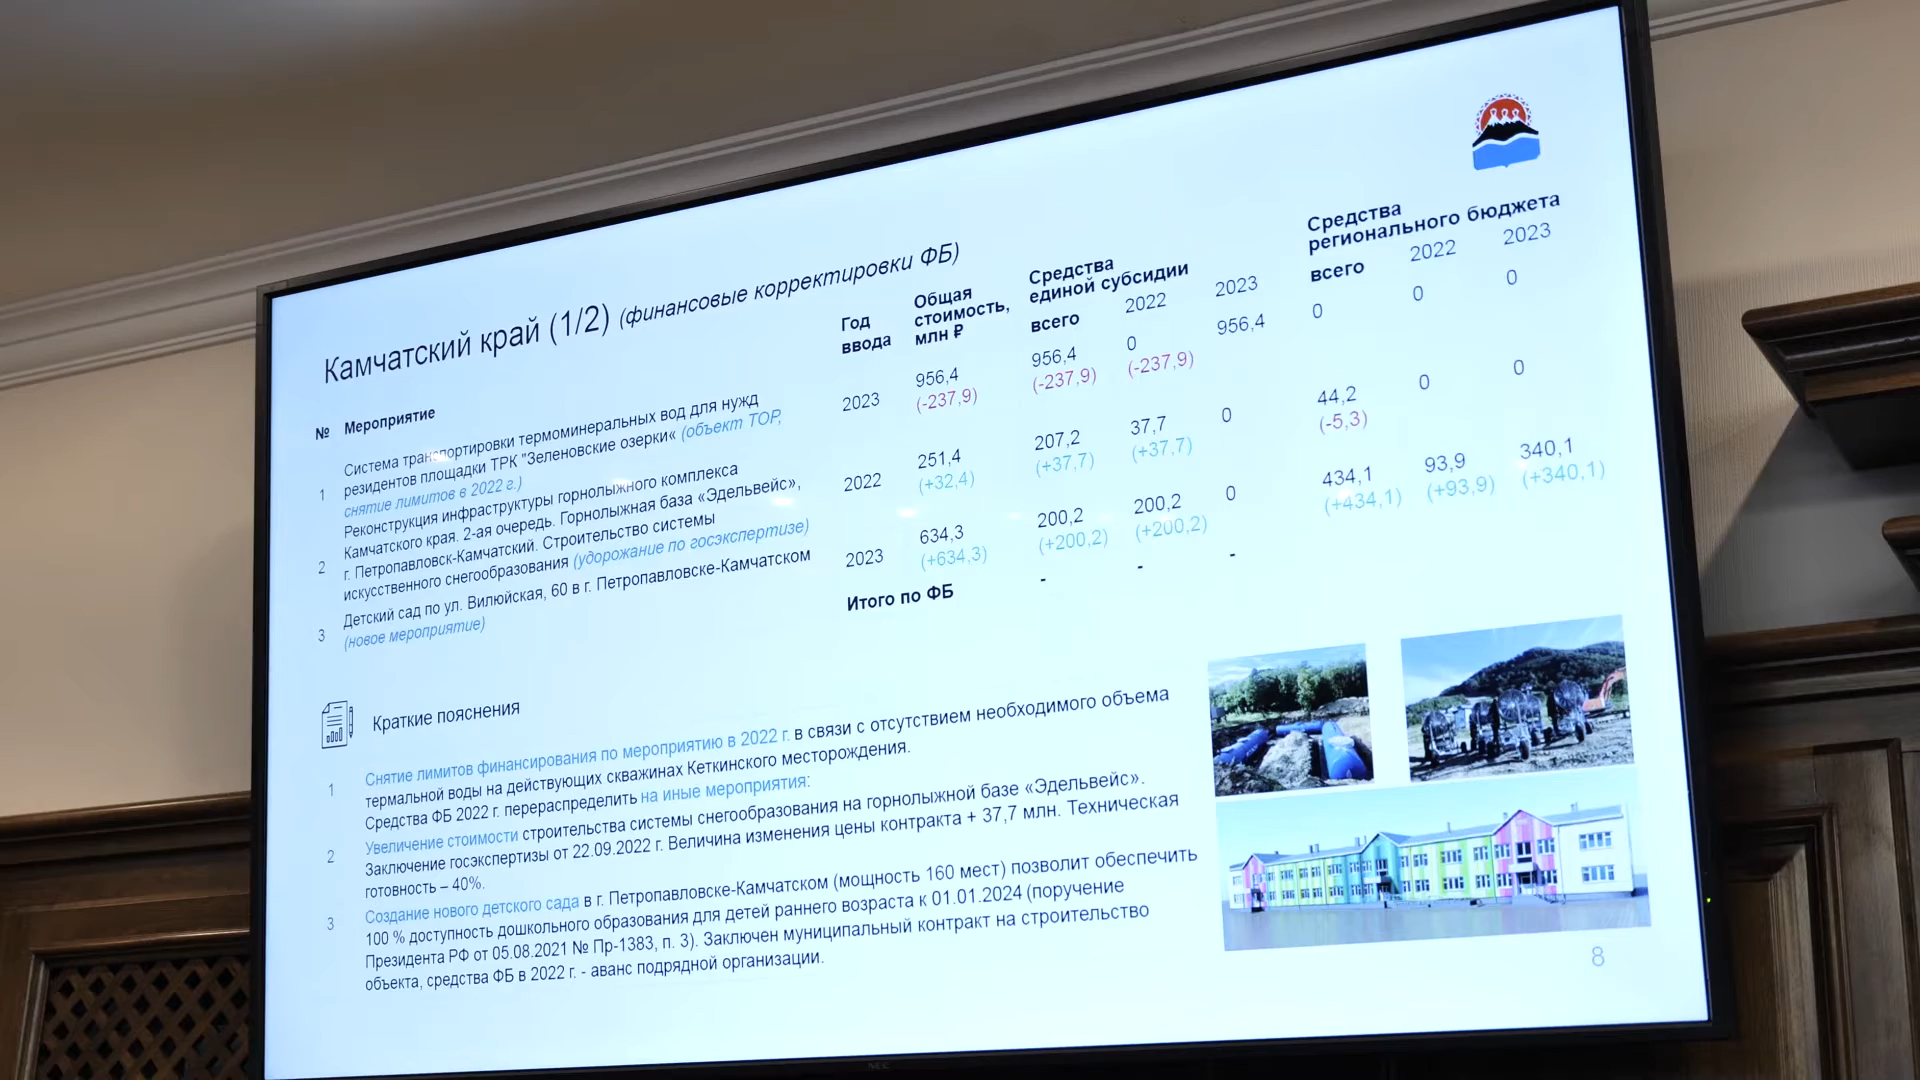 Камчатский край (1/2) (финансовые корректировки ФБ)
№ Мероприятие Год ввода Общая стоимость, млн ₽ Средства единой субсидии всего 2022 2023 Средства регионального бюджета всего 2022 2023
1 Система транспортировки термоминеральных вод для нужд
резидентов площадки ТРК "Зеленовские озерки« (объект ТОР,
снятие лимитов в 2022 г.)
2023 956,4 (-237,9) 956,4 (-237,9) 0 (-237,9) 956,4 0 0 0
2 Реконструкция инфраструктуры горнолыжного комплекса
Камчатского края. 2-ая очередь. Горнолыжная база «Эдельвейс»,
г. Петропавловск-Камчатский. Строительство системы
искусственного снегообразования (удорожание по госэкспертизе)
2022 251,4 (+32,4) 207,2 (+37,7) 37,7 (+37,7) 0 44,2 (-5,3) 0 0
3 Детский сад по ул. Вилюйская, 60 в г. Петропавловске-Камчатском
(новое мероприятие)
2023 634,3 (+634,3) 200,2 (+200,2) 200,2 (+200,2) 0 434,1 (+434,1) 93,9 (+93,9) 340,1 (+340,1)
Итого по ФБ - - -
Краткие пояснения
1 Снятие лимитов финансирования по мероприятию в 2022 г. в связи с отсутствием необходимого объема
термальной воды на действующих скважинах Кеткинского месторождения.
Средства ФБ 2022 г. перераспределить на иные мероприятия:
2 Увеличение стоимости строительства системы снегообразования на горнолыжной базе «Эдельвейс».
Заключение госэкспертизы от 22.09.2022 г. Величина изменения цены контракта + 37,7 млн. Техническая
готовность – 40%.
3 Создание нового детского сада в г. Петропавловске-Камчатском (мощность 160 мест) позволит обеспечить
100 % доступность дошкольного образования для детей раннего возраста к 01.01.2024 (поручение
Президента РФ от 05.08.2021 № Пр-1383, п. 3). Заключен муниципальный контракт на строительство
объекта, средства ФБ в 2022 г. - аванс подрядной организации.
8
NEC